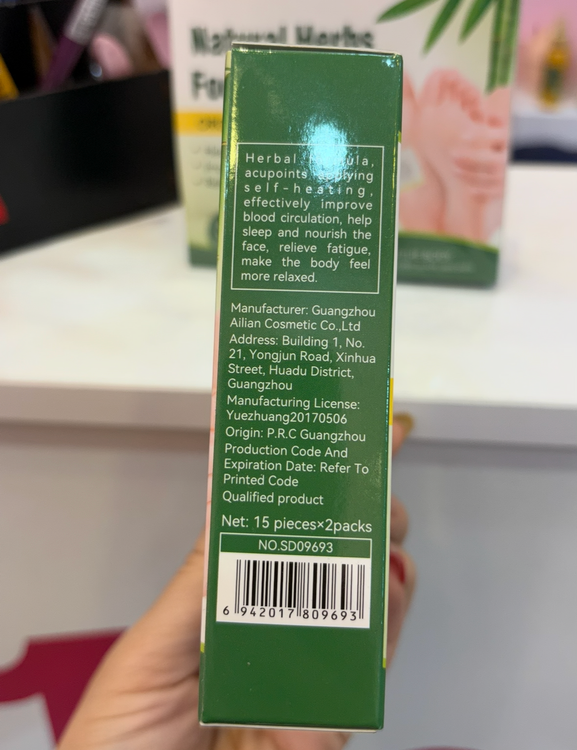 Natural Herbs
Herbal
acupoints
self-heating,
effectively improve
blood circulation, help
sleep and nourish the
face, relieve fatigue,
make the body feel
more relaxed.
Manufacturer: Guangzhou
Ailian Cosmetic Co.,Ltd
Address: Building 1, No.
21, Yongjun Road, Xinhua
Street, Huadu District,
Guangzhou
Manufacturing License:
Yuezhuang20170506
Origin: P.R.C Guangzhou
Production Code And
Expiration Date: Refer To
Printed Code
Qualified product
Net: 15 pieces×2packs
NO.SD09693
6 942017 809693